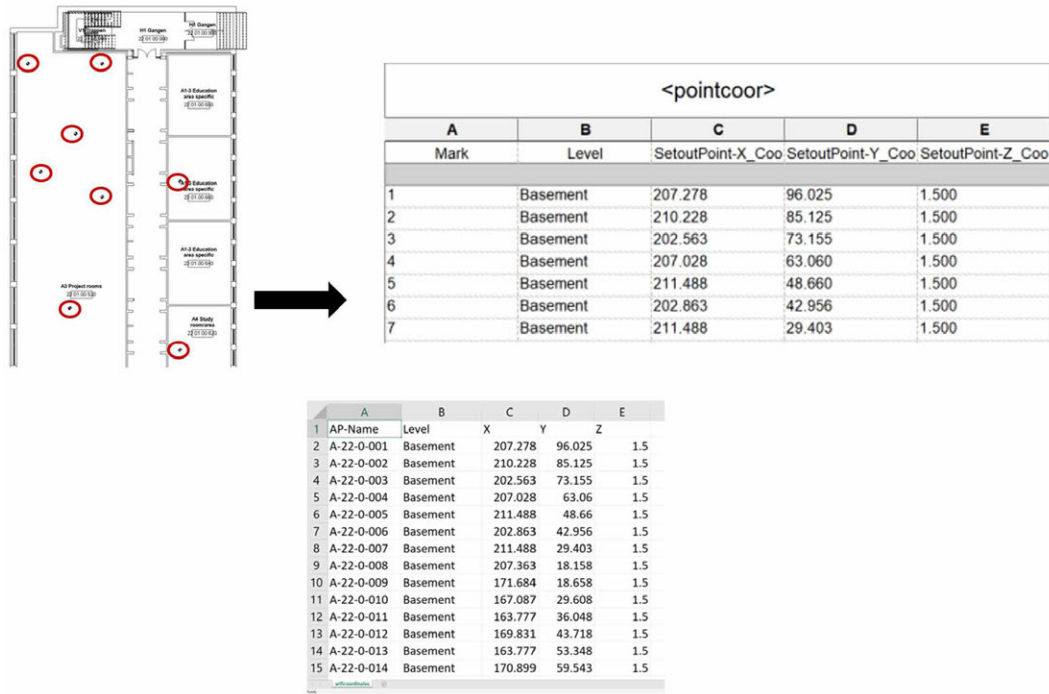 H1 Gangen
H1 Gangen
A1-3 Education
area specific
Education
area specific
A1-3 Education
area specific
A3 Project rooms
A4 Study
room/area
<pointcoor>
A B C D E
Mark Level SetoutPoint-X_Coo SetoutPoint-Y_Coo SetoutPoint-Z_Coo
1 Basement 207.278 96.025 1.500
2 Basement 210.228 85.125 1.500
3 Basement 202.563 73.155 1.500
4 Basement 207.028 63.060 1.500
5 Basement 211.488 48.660 1.500
6 Basement 202.863 42.956 1.500
7 Basement 211.488 29.403 1.500
A B C D E
1 AP-Name Level X Y Z
2 A-22-0-001 Basement 207.278 96.025 1.5
3 A-22-0-002 Basement 210.228 85.125 1.5
4 A-22-0-003 Basement 202.563 73.155 1.5
5 A-22-0-004 Basement 207.028 63.06 1.5
6 A-22-0-005 Basement 211.488 48.66 1.5
7 A-22-0-006 Basement 202.863 42.956 1.5
8 A-22-0-007 Basement 211.488 29.403 1.5
9 A-22-0-008 Basement 207.363 18.158 1.5
10 A-22-0-009 Basement 171.684 18.658 1.5
11 A-22-0-010 Basement 167.087 29.608 1.5
12 A-22-0-011 Basement 163.777 36.048 1.5
13 A-22-0-012 Basement 169.831 43.718 1.5
14 A-22-0-013 Basement 163.777 53.348 1.5
15 A-22-0-014 Basement 170.899 59.543 1.5